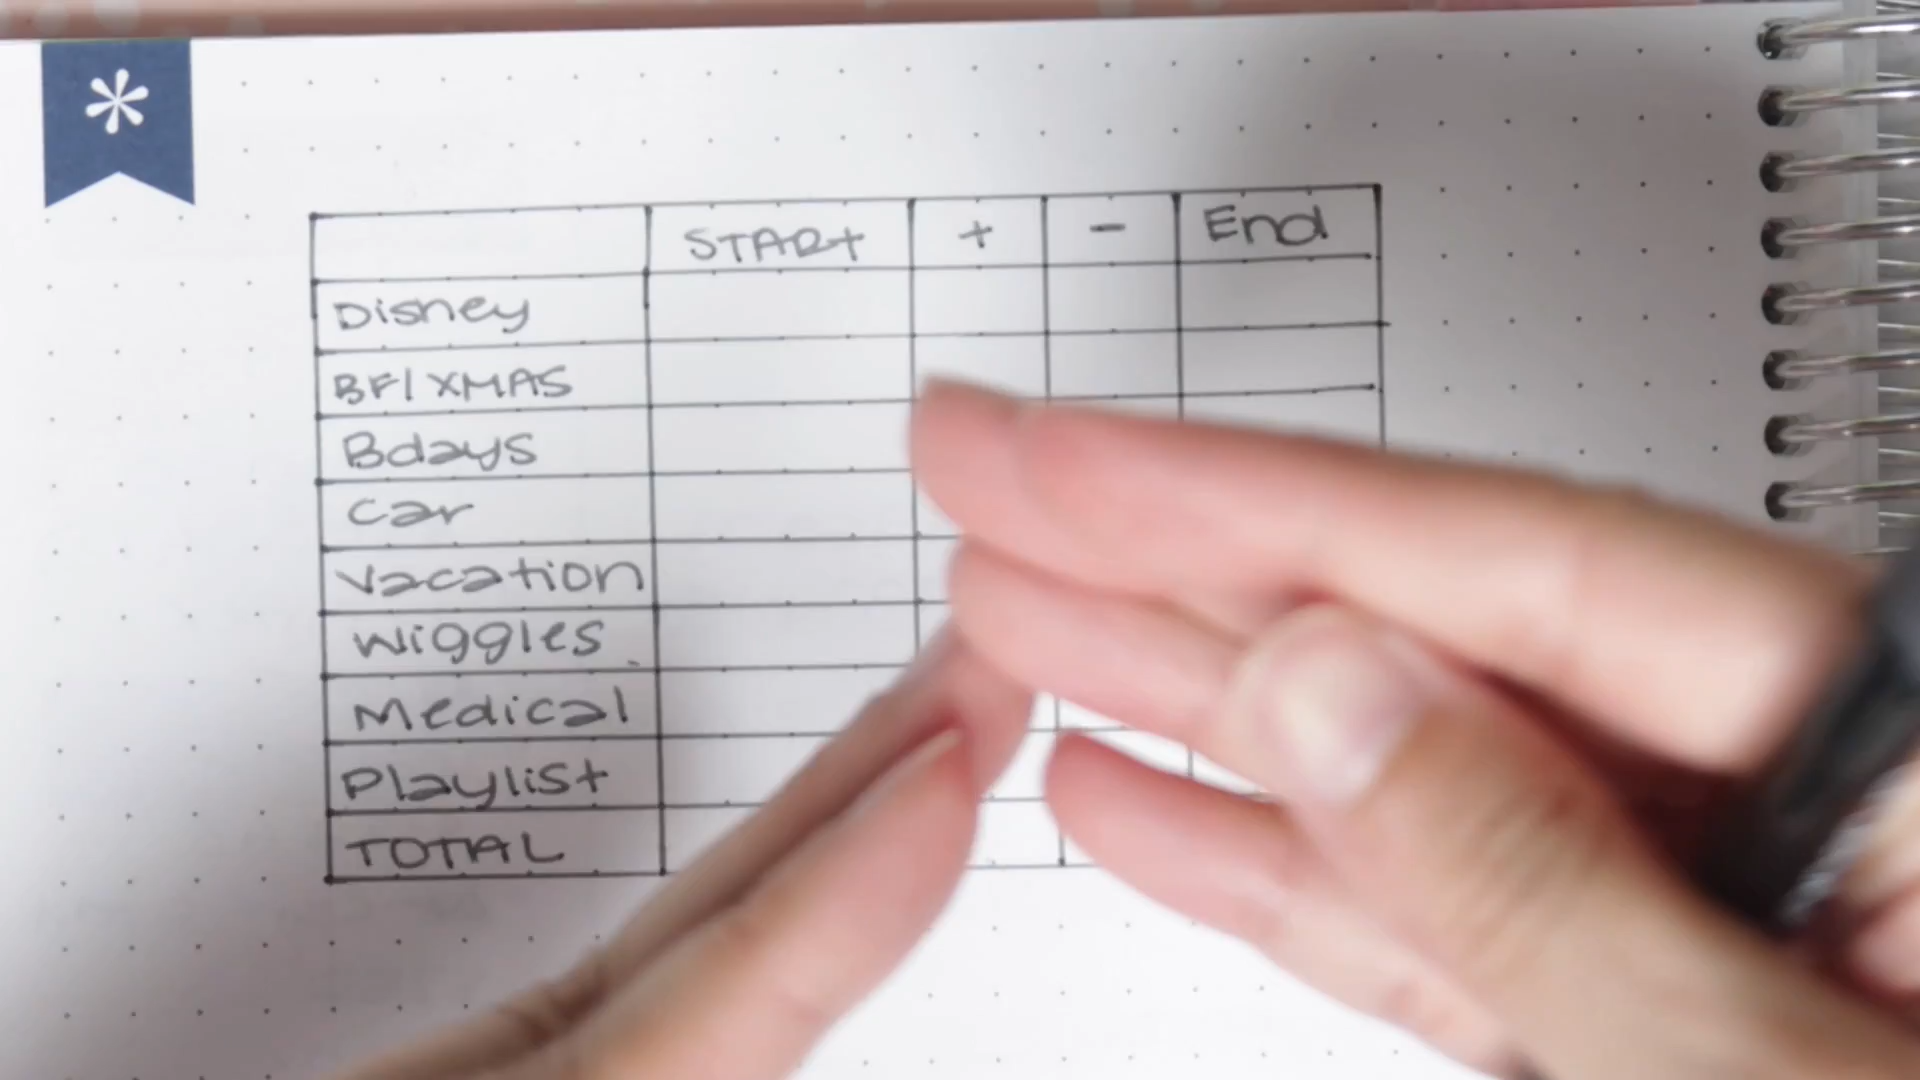 START + - End
Disney
BF/XMAS
Bdays
car
vacation
wiggles
Medical
Playlist
TOTAL